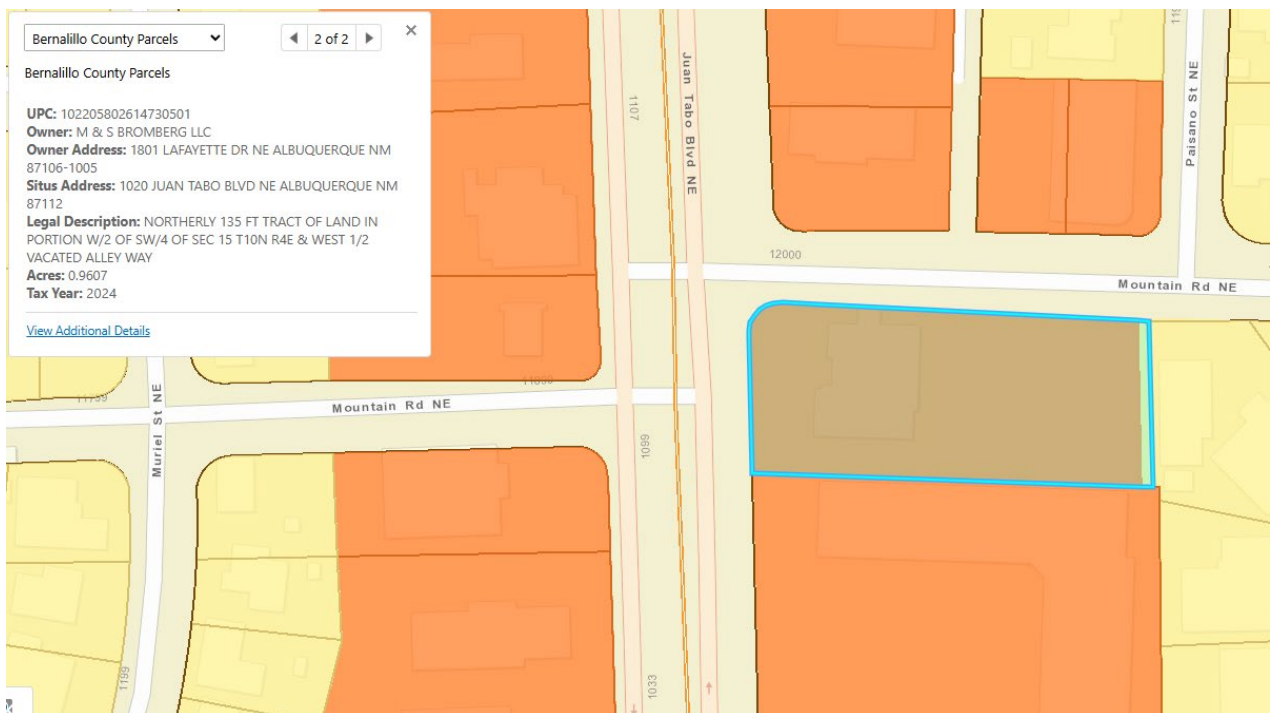 Bernalillo County Parcels
2 of 2
Bernalillo County Parcels
UPC: 102205802614730501
Owner: M & S BROMBERG LLC
Owner Address: 1801 LAFAYETTE DR NE ALBUQUERQUE NM
87106-1005
Situs Address: 1020 JUAN TABO BLVD NE ALBUQUERQUE NM
87112
Legal Description: NORTHERLY 135 FT TRACT OF LAND IN
PORTION W/2 OF SW/4 OF SEC 15 T10N R4E & WEST 1/2
VACATED ALLEY WAY
Acres: 0.9607
Tax Year: 2024
View Additional Details
1107
Juan Tabo Blvd NE
Paisano St NE
12000
Mountain Rd NE
11799
Muriel St NE
Mountain Rd NE
1099
1199
1033